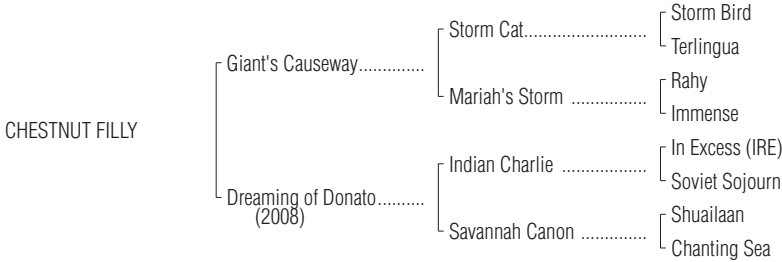 Storm Bird
Storm Cat..........................
Terlingua
Giant's Causeway..............
Rahy
Mariah's Storm ................
Immense
CHESTNUT FILLY
In Excess (IRE)
Indian Charlie ..................
Soviet Sojourn
Dreaming of Donato..........
(2008)
Shuailaan
Savannah Canon ..............
Chanting Sea